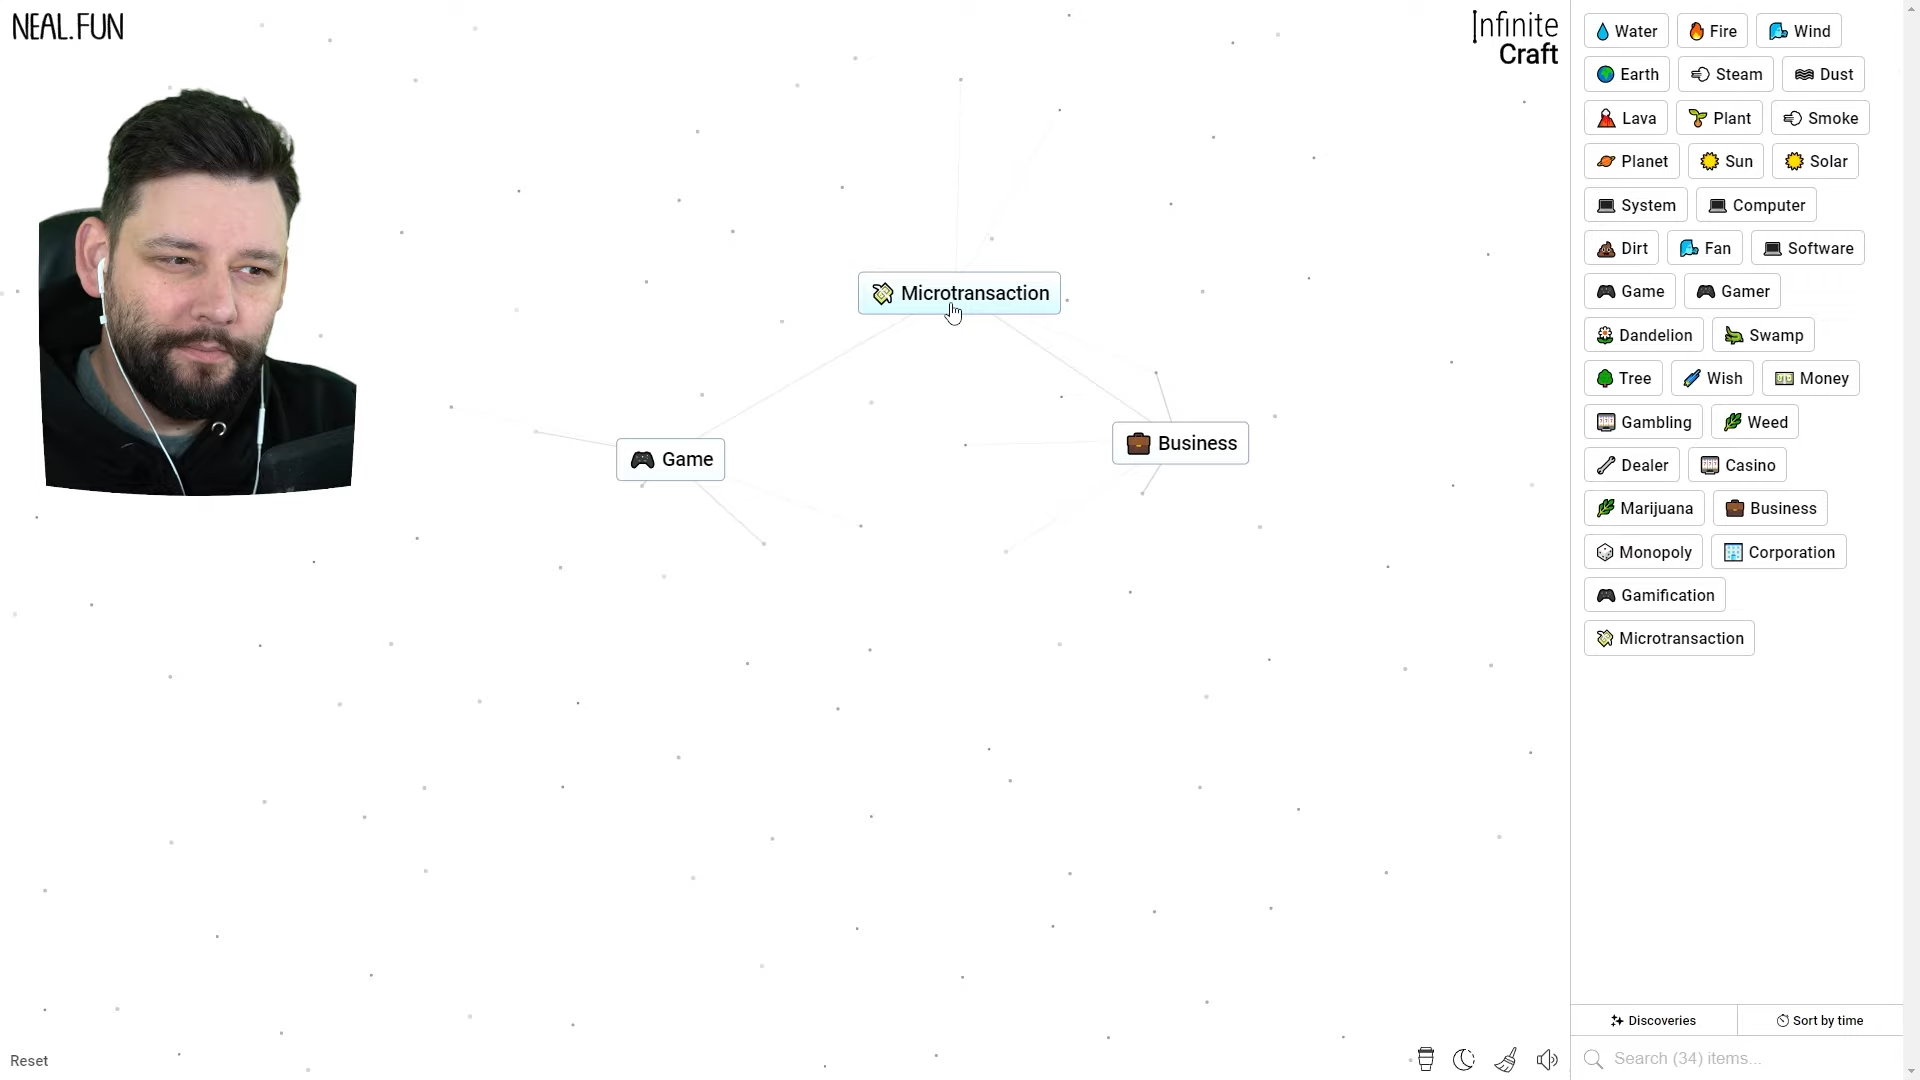 NEAL.FUN
Infinite
Craft
Microtransaction
Game
Business
Water Fire Wind
Earth Steam Dust
Lava Plant Smoke
Planet Sun Solar
System Computer
Dirt Fan Software
Game Gamer
Dandelion Swamp
Tree Wish Money
Gambling Weed
Dealer Casino
Marijuana Business
Monopoly Corporation
Gamification
Microtransaction
Discoveries Sort by time
Search (34) items...
Reset